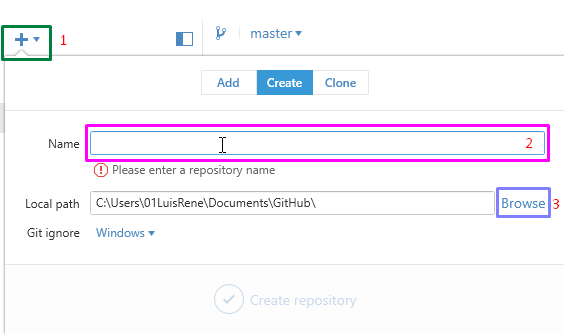 1
master
Add Create Clone
Name 2
Please enter a repository name
Local path C:\Users\01LuisRene\Documents\GitHub\ Browse 3
Git ignore Windows
Create repository